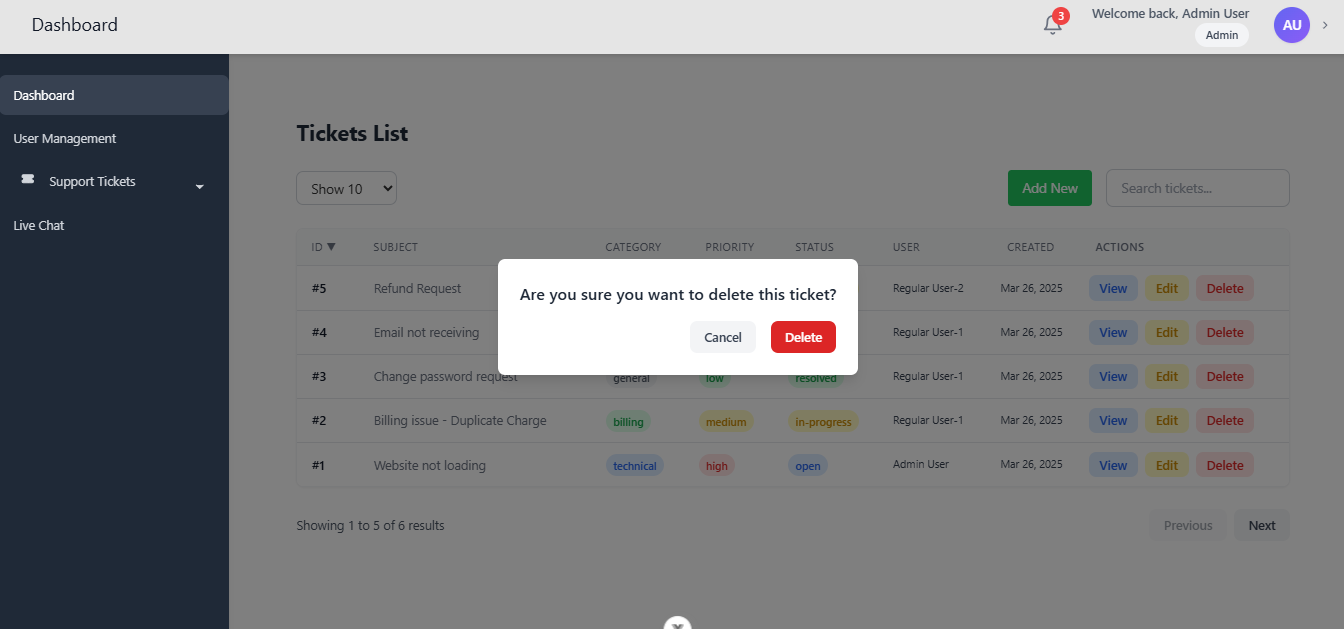 Dashboard
3
Welcome back, Admin User
Admin
AU
Dashboard
User Management
Support Tickets
Live Chat
Tickets List
Show 10
Add New
Search tickets...
ID ▼ SUBJECT CATEGORY PRIORITY STATUS USER CREATED ACTIONS
#5 Refund Request Regular User-2 Mar 26, 2025 View Edit Delete
#4 Email not receiving Regular User-1 Mar 26, 2025 View Edit Delete
#3 Change password request general low resolved Regular User-1 Mar 26, 2025 View Edit Delete
#2 Billing issue - Duplicate Charge billing medium in-progress Regular User-1 Mar 26, 2025 View Edit Delete
#1 Website not loading technical high open Admin User Mar 26, 2025 View Edit Delete
Are you sure you want to delete this ticket?
Cancel Delete
Showing 1 to 5 of 6 results
Previous Next